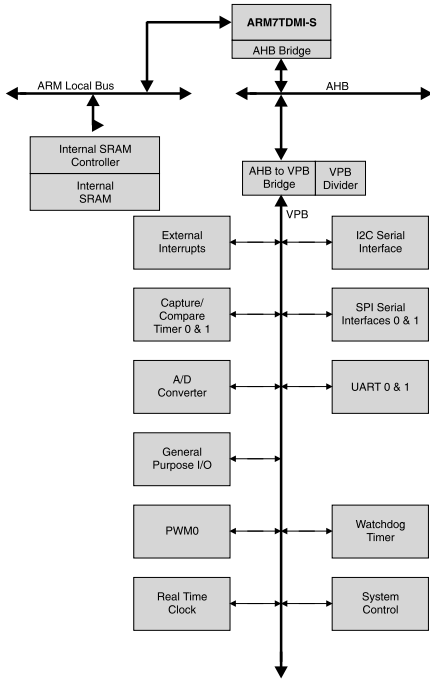 ARM7TDMI-S
AHB Bridge
ARM Local Bus
AHB
Internal SRAM
Controller
Internal
SRAM
AHB to VPB
Bridge
VPB
Divider
VPB
External
Interrupts
I2C Serial
Interface
Capture/
Compare
Timer 0 & 1
SPI Serial
Interfaces 0 & 1
A/D
Converter
UART 0 & 1
General
Purpose I/O
PWM0
Watchdog
Timer
Real Time
Clock
System
Control